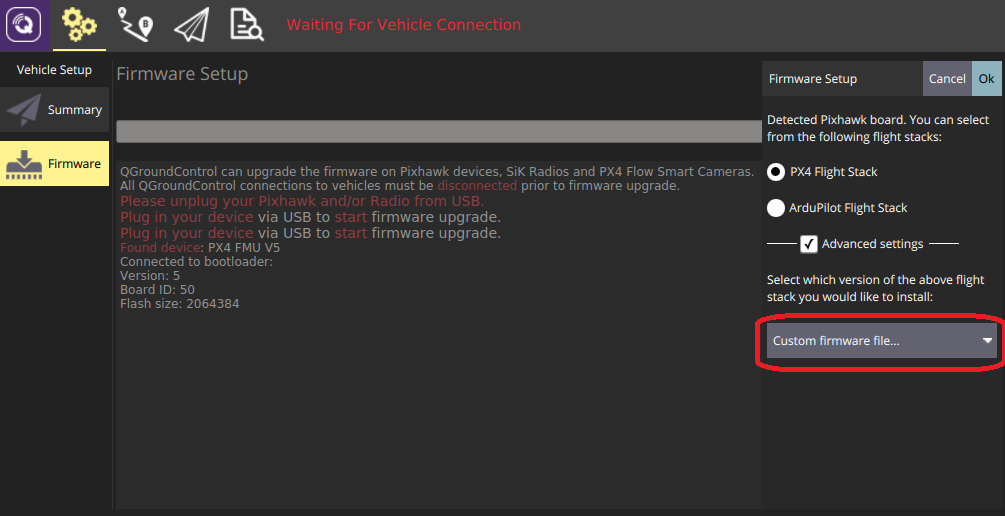 Waiting For Vehicle Connection
Vehicle Setup
Summary
Firmware
Firmware Setup
QGroundControl can upgrade the firmware on Pixhawk devices, SiK Radios and PX4 Flow Smart Cameras.
All QGroundControl connections to vehicles must be disconnected prior to firmware upgrade.
Please unplug your Pixhawk and/or Radio from USB.
Plug in your device via USB to start firmware upgrade.
Plug in your device via USB to start firmware upgrade.
Found device: PX4 FMU V5
Connected to bootloader:
Version: 5
Board ID: 50
Flash size: 2064384
Firmware Setup
Cancel
Ok
Detected Pixhawk board. You can select
from the following flight stacks:
PX4 Flight Stack
ArduPilot Flight Stack
Advanced settings
Select which version of the above flight
stack you would like to install:
Custom firmware file...